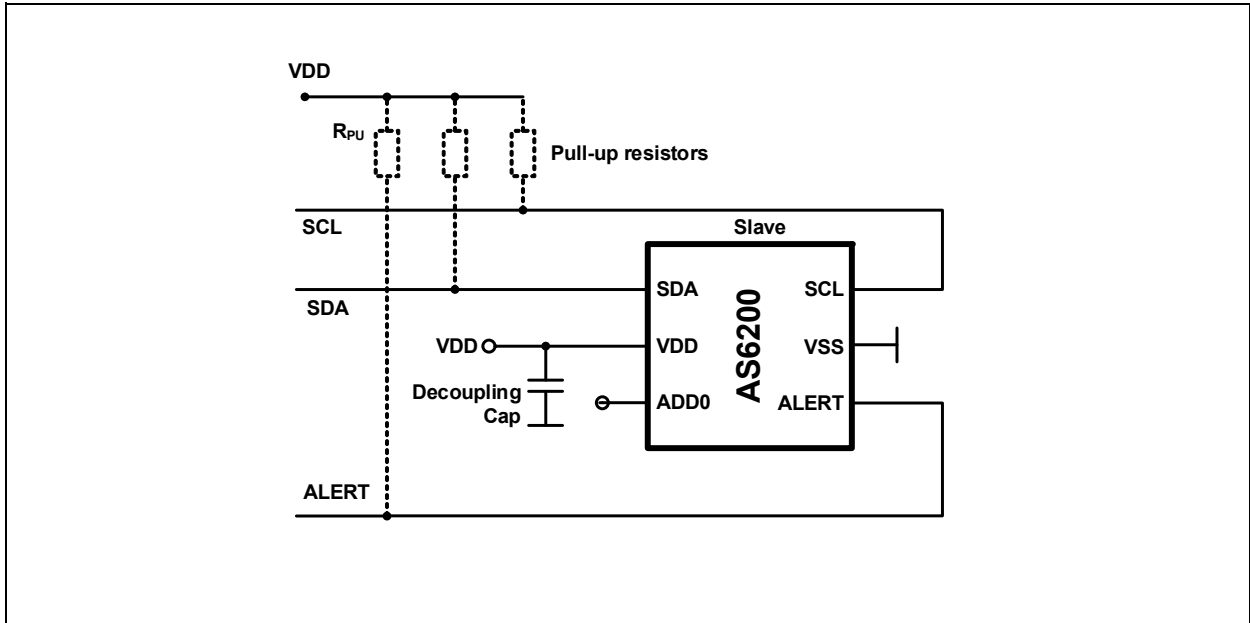 VDD
RPU
Pull-up resistors
SCL
Slave
SDA
SDA
SCL
VDD
VDD
VSS
AS6200
Decoupling
Cap
ADD0
ALERT
ALERT